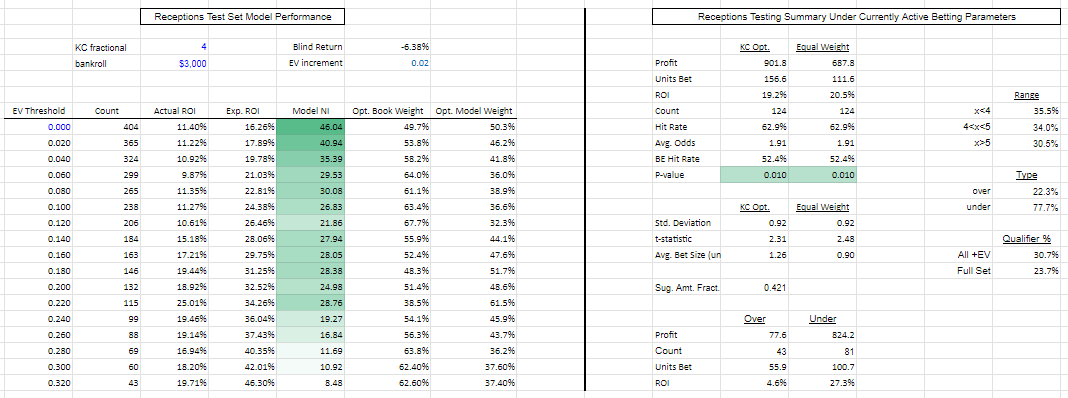 Receptions Test Set Model Performance
KC fractional 4 Blind Return -6.38%
bankroll $3,000 EV increment 0.02
EV Threshold Count Actual ROI Exp. ROI Model NI Opt. Book Weight Opt. Model Weight
0.000 404 11.40% 16.26% 46.04 49.7% 50.3%
0.020 365 11.22% 17.89% 40.94 53.8% 46.2%
0.040 324 10.92% 19.78% 35.39 58.2% 41.8%
0.060 299 9.87% 21.03% 29.53 64.0% 36.0%
0.080 265 11.35% 22.81% 30.08 61.1% 38.9%
0.100 238 11.27% 24.38% 26.83 63.4% 36.6%
0.120 206 10.61% 26.46% 21.86 67.7% 32.3%
0.140 184 15.18% 28.06% 27.94 55.9% 44.1%
0.160 163 17.21% 29.75% 28.05 52.4% 47.6%
0.180 146 19.44% 31.25% 28.38 48.3% 51.7%
0.200 132 18.92% 32.52% 24.98 51.4% 48.6%
0.220 115 25.01% 34.26% 28.76 38.5% 61.5%
0.240 99 19.46% 36.04% 19.27 54.1% 45.9%
0.260 88 19.14% 37.43% 16.84 56.3% 43.7%
0.280 69 16.94% 40.35% 11.69 63.8% 36.2%
0.300 60 18.20% 42.01% 10.92 62.40% 37.60%
0.320 43 19.71% 46.30% 8.48 62.60% 37.40%
Receptions Testing Summary Under Currently Active Betting Parameters
KC Opt. Equal Weight
Profit 901.8 687.8
Units Bet 156.6 111.6
ROI 19.2% 20.5%
Count 124 124
Hit Rate 62.9% 62.9%
Avg. Odds 1.91 1.91
BE Hit Rate 52.4% 52.4%
P-value 0.010 0.010
KC Opt. Equal Weight
Std. Deviation 0.92 0.92
t-statistic 2.31 2.48
Avg. Bet Size (un 1.26 0.90
Sug. Amt. Fract. 0.421
Over Under
Profit 77.6 824.2
Count 43 81
Units Bet 55.9 100.7
ROI 4.6% 27.3%
Range
x<4 35.5%
4<x<5 34.0%
x>5 30.5%
Type
over 22.3%
under 77.7%
Qualifier %
All +EV 30.7%
Full Set 23.7%